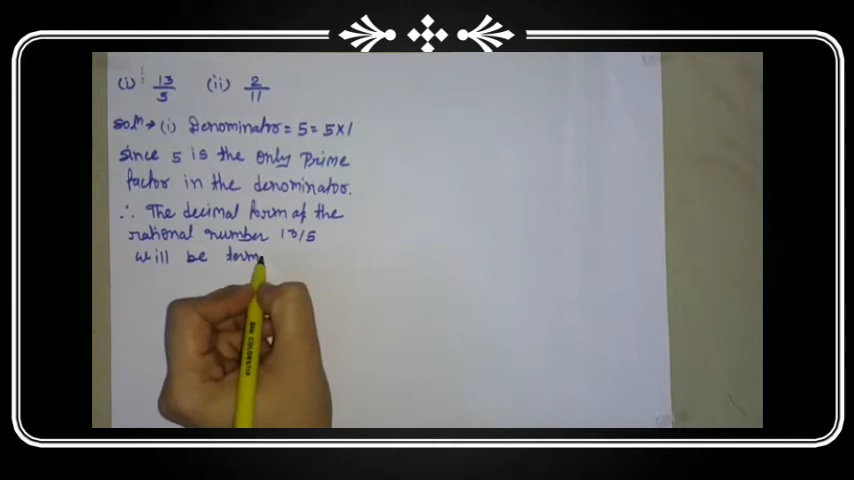 (i) 13/5 (ii) 2/11
Solⁿ → (i) Denominator = 5 = 5×1
since 5 is the only Prime
factor in the denominator.
∴ The decimal form of the
rational number 13/5
will be term